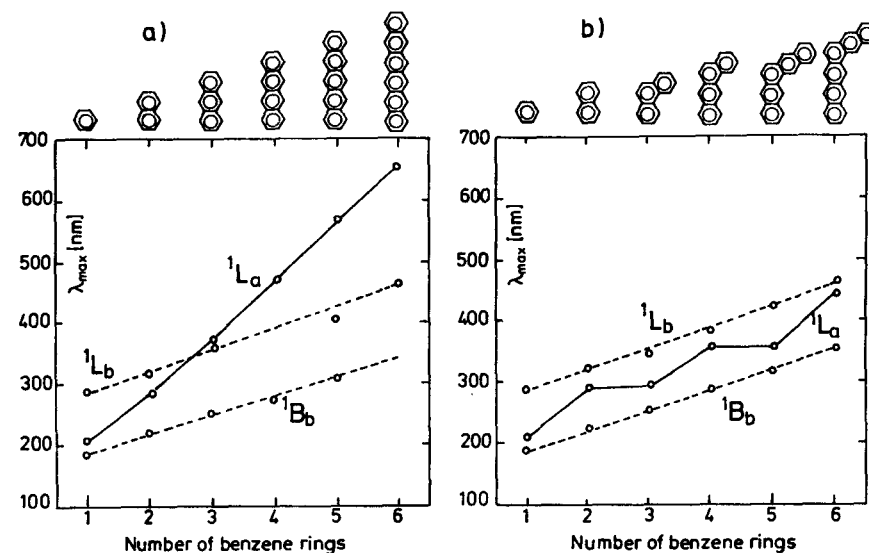 a)
700
600
500
400
300
200
100
λmax [nm]
¹La
¹Lb
¹Bb
1 2 3 4 5 6
Number of benzene rings
b)
700
600
500
400
300
200
100
λmax [nm]
¹Lb
¹La
¹Bb
1 2 3 4 5 6
Number of benzene rings